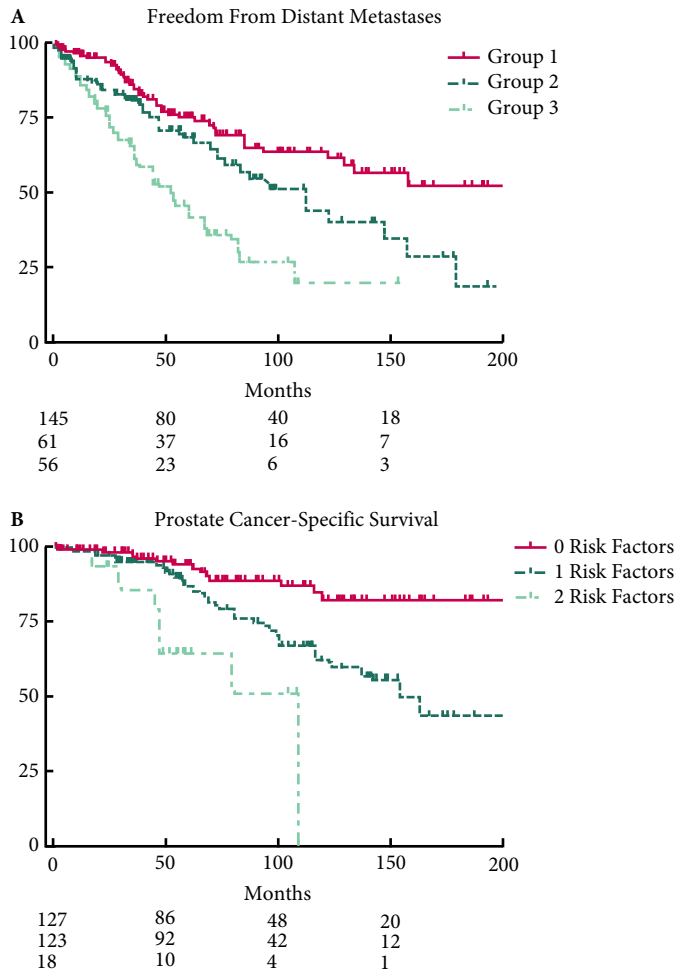 A Freedom From Distant Metastases
100
Group 1
Group 2
Group 3
75
50
25
0
0 50 100 150 200
Months
145 80 40 18
61 37 16 7
56 23 6 3
B Prostate Cancer-Specific Survival
100
0 Risk Factors
1 Risk Factors
2 Risk Factors
75
50
25
0
0 50 100 150 200
Months
127 86 48 20
123 92 42 12
18 10 4 1